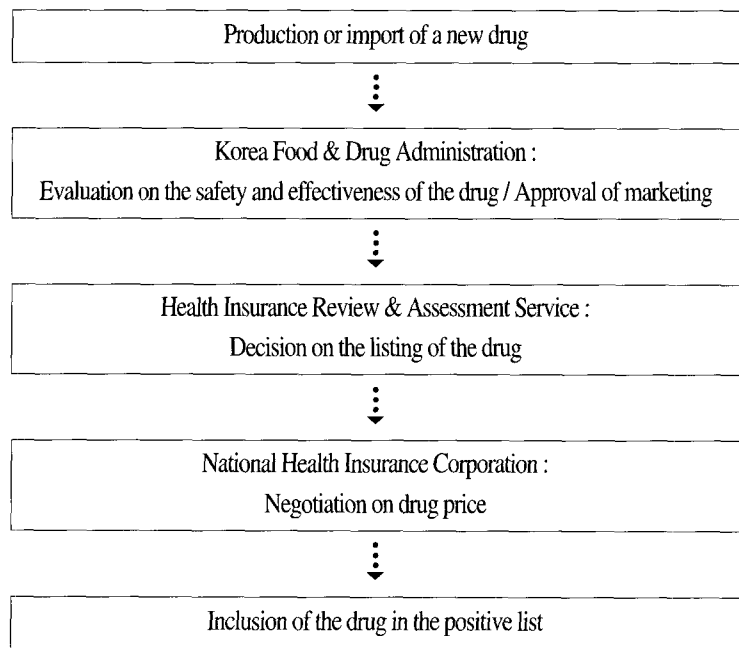 Production or import of a new drug
Korea Food & Drug Administration :
Evaluation on the safety and effectiveness of the drug / Approval of marketing
Health Insurance Review & Assessment Service :
Decision on the listing of the drug
National Health Insurance Corporation :
Negotiation on drug price
Inclusion of the drug in the positive list